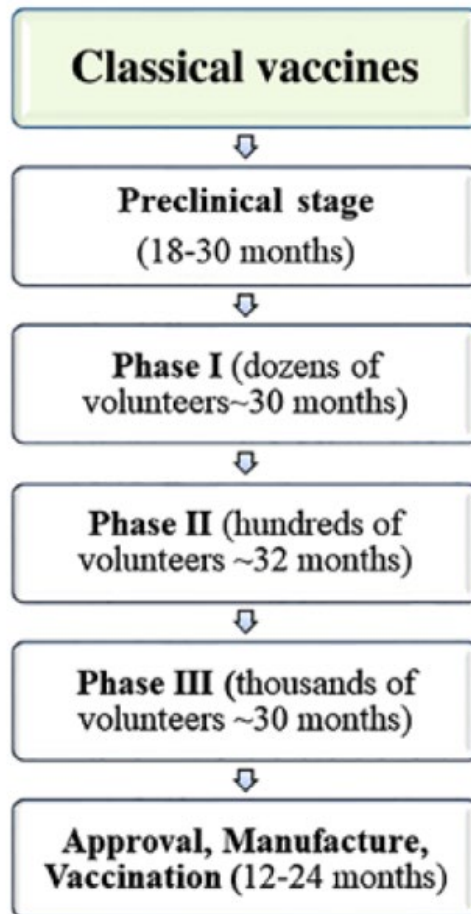 Classical vaccines
Preclinical stage
(18-30 months)
Phase I (dozens of
volunteers~30 months)
Phase II (hundreds of
volunteers ~32 months)
Phase III (thousands of
volunteers ~30 months)
Approval, Manufacture,
Vaccination (12-24 months)